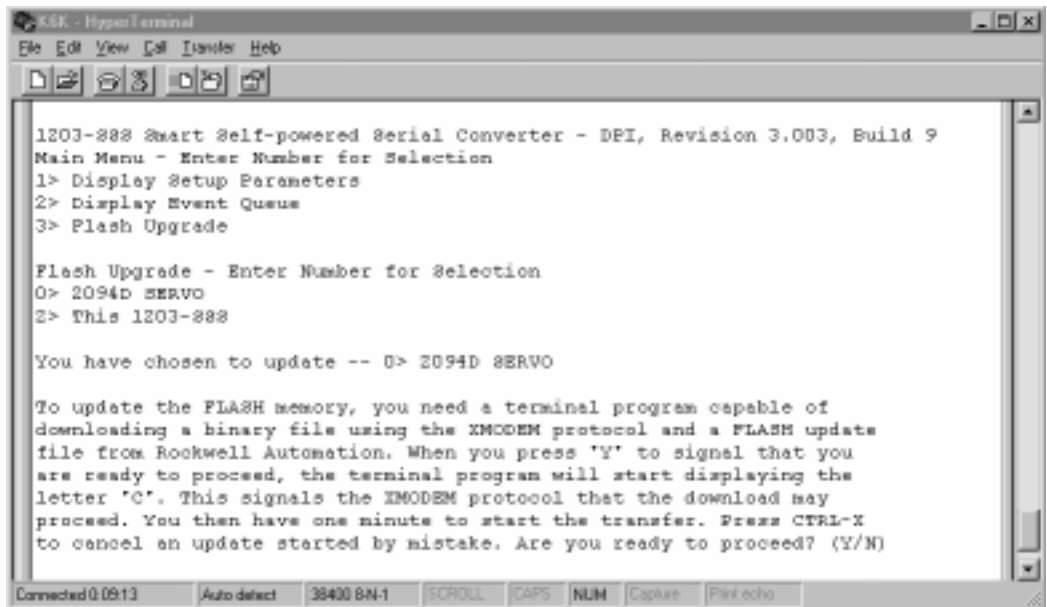 K6K - HyperTerminal
File Edit View Call Transfer Help
1203-SSS Smart Self-powered Serial Converter - DPI, Revision 3.003, Build 9
Main Menu - Enter Number for Selection
1> Display Setup Parameters
2> Display Event Queue
3> Flash Upgrade
Flash Upgrade - Enter Number for Selection
0> 2094D SERVO
2> This 1203-SSS
You have chosen to update -- 0> 2094D SERVO
To update the FLASH memory, you need a terminal program capable of
downloading a binary file using the XMODEM protocol and a FLASH update
file from Rockwell Automation. When you press "Y" to signal that you
are ready to proceed, the terminal program will start displaying the
letter "C". This signals the XMODEM protocol that the download may
proceed. You then have one minute to start the transfer. Press CTRL-X
to cancel an update started by mistake. Are you ready to proceed? (Y/N)
Connected 0:09:13 Auto detect 38400 8-N-1 SCROLL CAPS NUM Capture Print echo